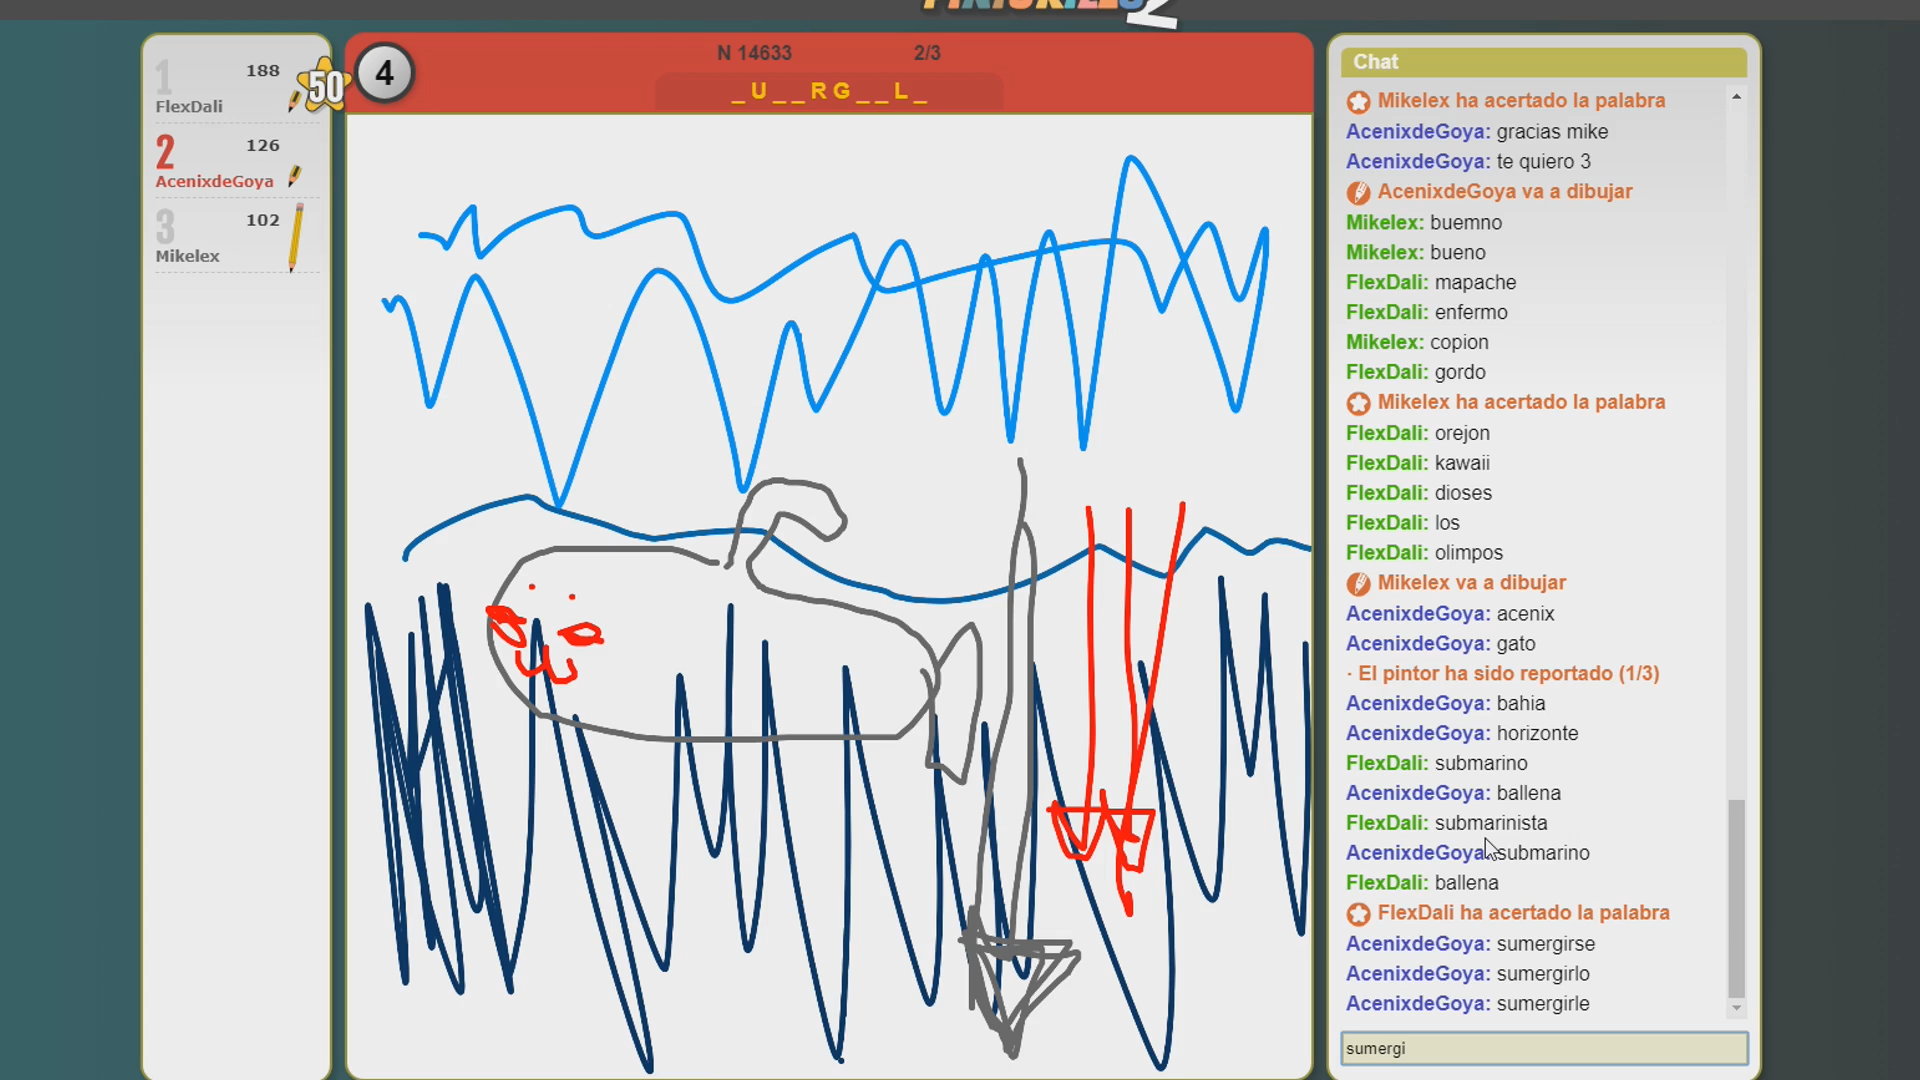 PINTURILLO 2
1
188
50
FlexDali
2
126
AcenixdeGoya
3
102
Mikelex
4
N 14633
2/3
_ U _ _ R G _ _ L _
Chat
Mikelex ha acertado la palabra
AcenixdeGoya: gracias mike
AcenixdeGoya: te quiero 3
AcenixdeGoya va a dibujar
Mikelex: buemno
Mikelex: bueno
FlexDali: mapache
FlexDali: enfermo
Mikelex: copion
FlexDali: gordo
Mikelex ha acertado la palabra
FlexDali: orejon
FlexDali: kawaii
FlexDali: dioses
FlexDali: los
FlexDali: olimpos
Mikelex va a dibujar
AcenixdeGoya: acenix
AcenixdeGoya: gato
· El pintor ha sido reportado (1/3)
AcenixdeGoya: bahia
AcenixdeGoya: horizonte
FlexDali: submarino
AcenixdeGoya: ballena
FlexDali: submarinista
AcenixdeGoya: submarino
FlexDali: ballena
FlexDali ha acertado la palabra
AcenixdeGoya: sumergirse
AcenixdeGoya: sumergirlo
AcenixdeGoya: sumergirle
sumergi